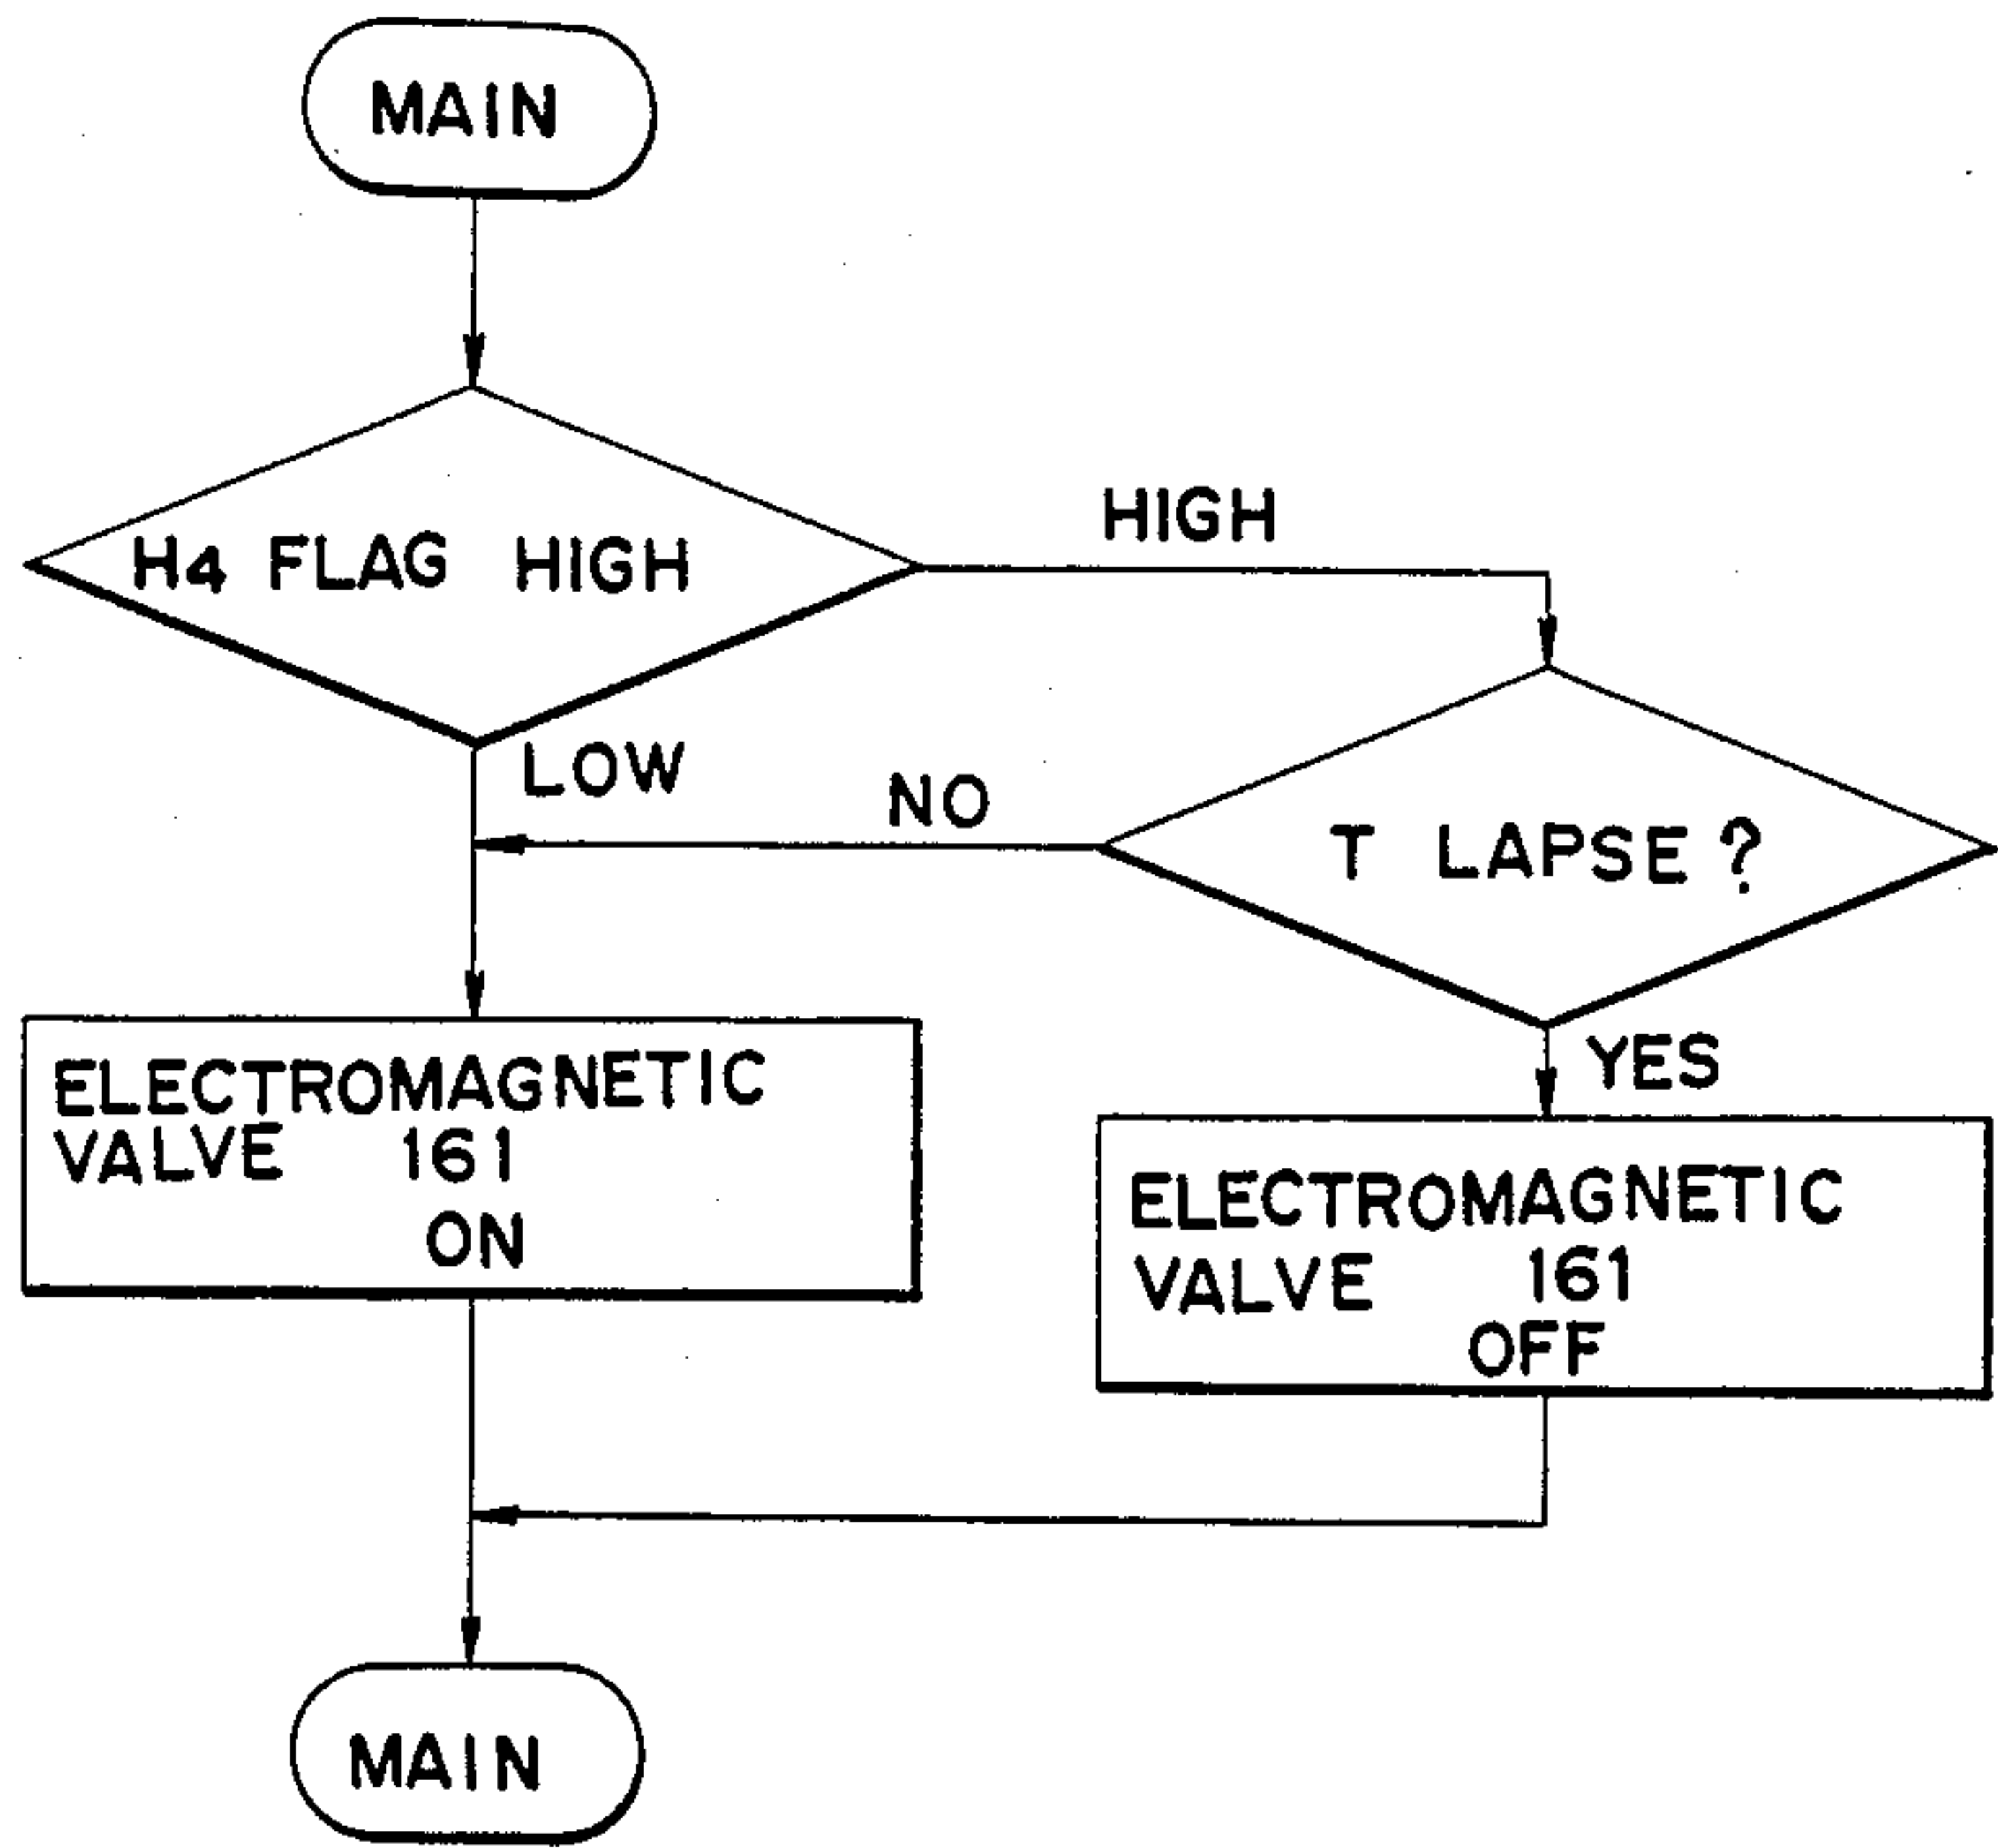 MAIN
H4 FLAG HIGH
HIGH
LOW
NO
T LAPSE?
YES
ELECTROMAGNETIC
VALVE 161
ON
ELECTROMAGNETIC
VALVE 161
OFF
MAIN